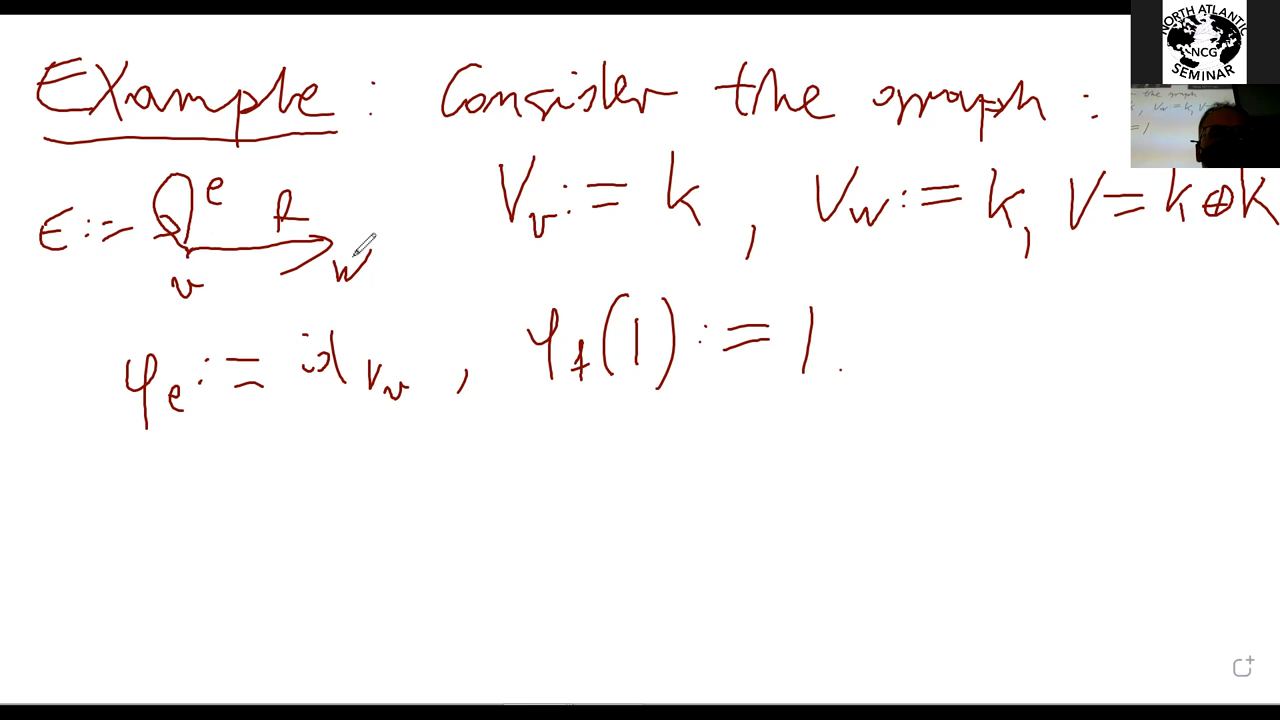 Example : Consider the graph :
E := e f v w V_v := k , V_w := k , V = k ⊕ k
φ_e := id_{V_v} , φ_f(1) := 1 .
NORTH ATLANTIC
NCG
SEMINAR